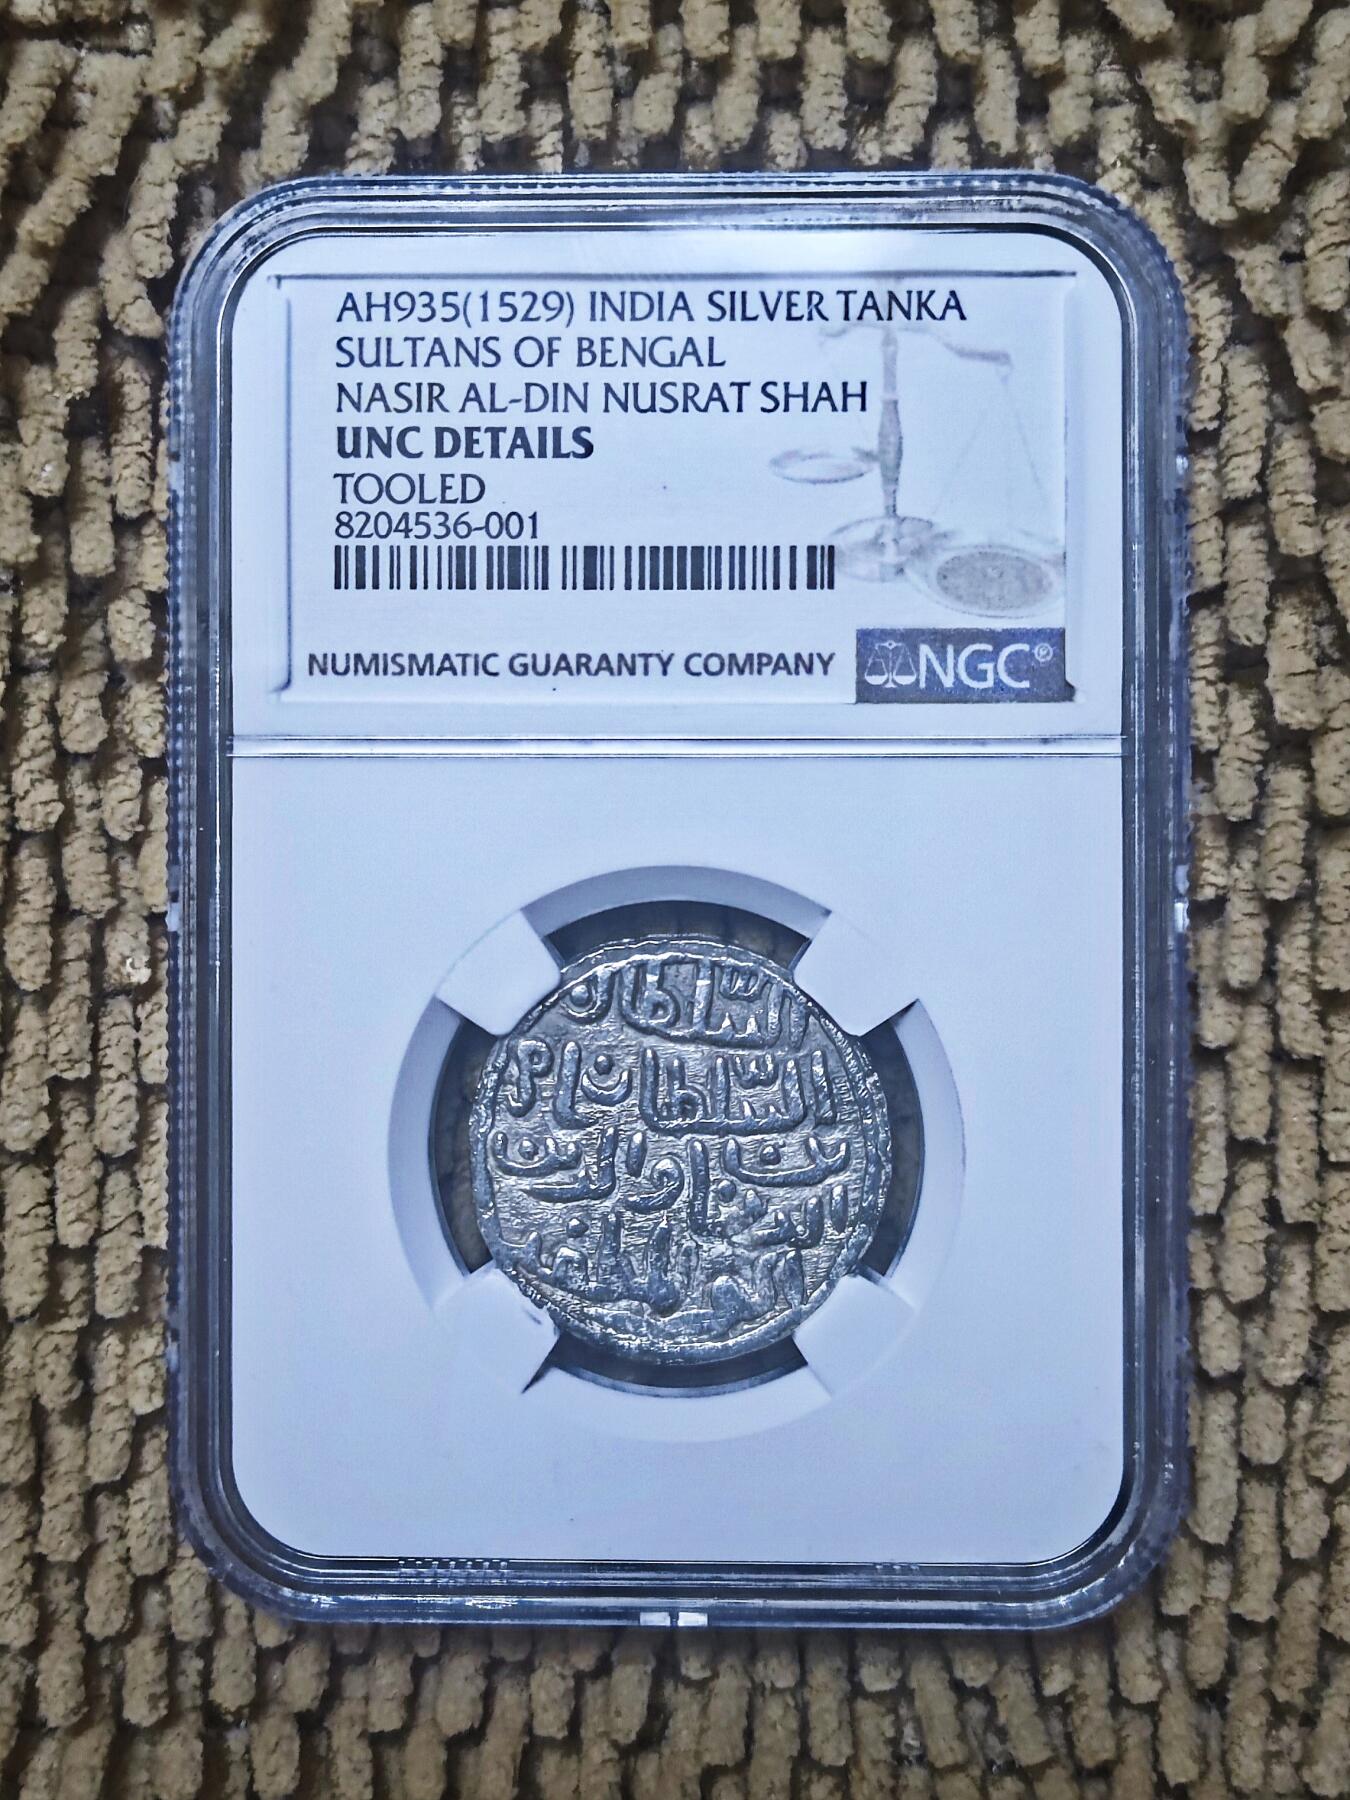 AH935(1529) INDIA SILVER TANKA
SULTANS OF BENGAL
NASIR AL-DIN NUSRAT SHAH
UNC DETAILS
TOOLED
8204536-001
NUMISMATIC GUARANTY COMPANY NGC®
السلطان
السلطان